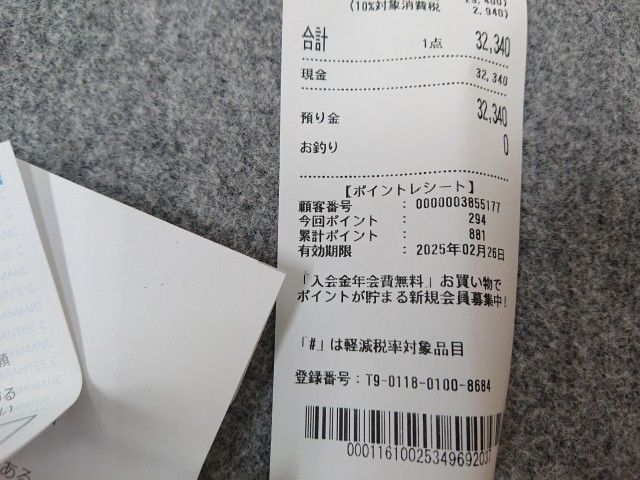 (10%対象消費税 2,940)
合計 1点 32,340
現金 32,340
預り金 32,340
お釣り 0
【ポイントレシート】
顧客番号 : 0000003855177
今回ポイント : 294
累計ポイント : 881
有効期限 : 2025年02月26日
「入会金年会費無料」お買い物で
ポイントが貯まる新規会員募集中!
「#」は軽減税率対象品目
登録番号:T9-0118-0100-8684